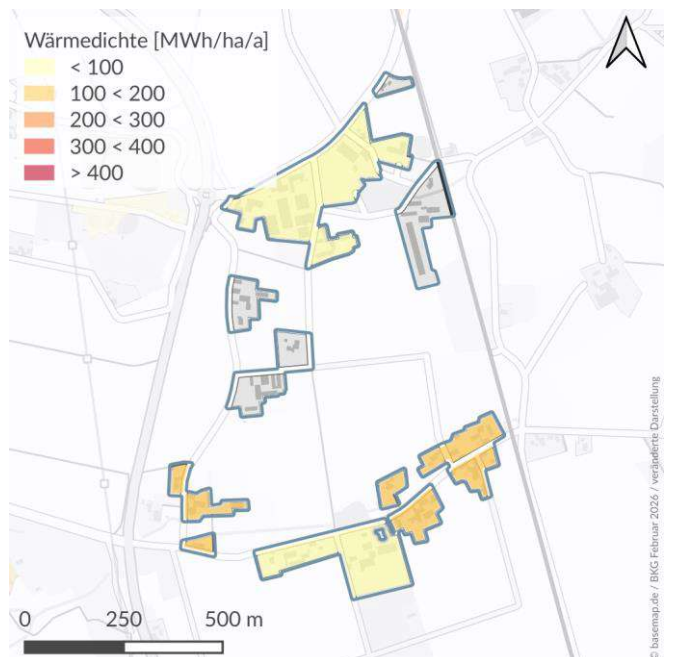 Wärmedichte [MWh/ha/a]
< 100
100 < 200
200 < 300
300 < 400
> 400
0 250 500 m
© basemap.de / BKG Februar 2026 / veränderte Darstellung